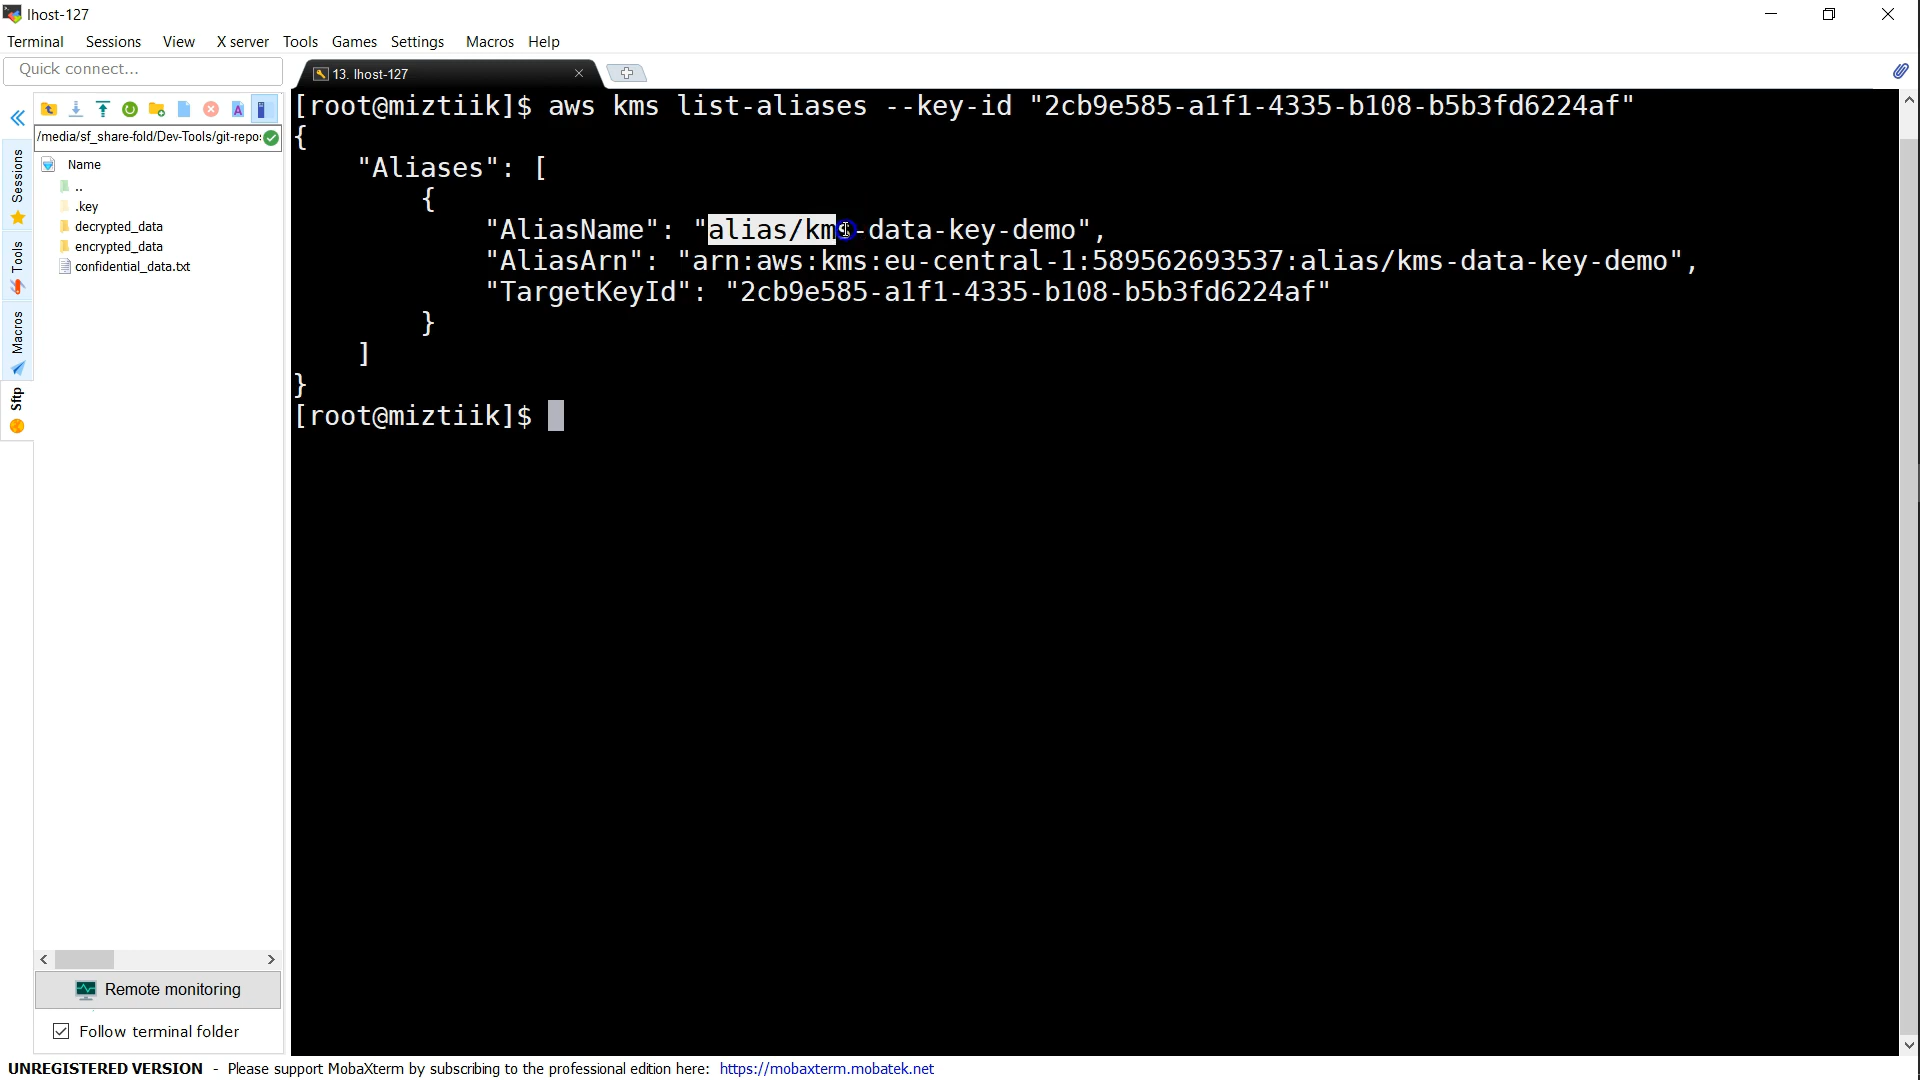 lhost-127
Terminal Sessions View X server Tools Games Settings Macros Help
Quick connect...
13. lhost-127
/media/sf_share-fold/Dev-Tools/git-repo
Name
..
.key
decrypted_data
encrypted_data
confidential_data.txt
Sessions
Tools
Macros
Sftp
[root@miztiik]$ aws kms list-aliases --key-id "2cb9e585-a1f1-4335-b108-b5b3fd6224af"
{
    "Aliases": [
        {
            "AliasName": "alias/kms-data-key-demo",
            "AliasArn": "arn:aws:kms:eu-central-1:589562693537:alias/kms-data-key-demo",
            "TargetKeyId": "2cb9e585-a1f1-4335-b108-b5b3fd6224af"
        }
    ]
}
[root@miztiik]$
Remote monitoring
Follow terminal folder
UNREGISTERED VERSION - Please support MobaXterm by subscribing to the professional edition here: https://mobaxterm.mobatek.net